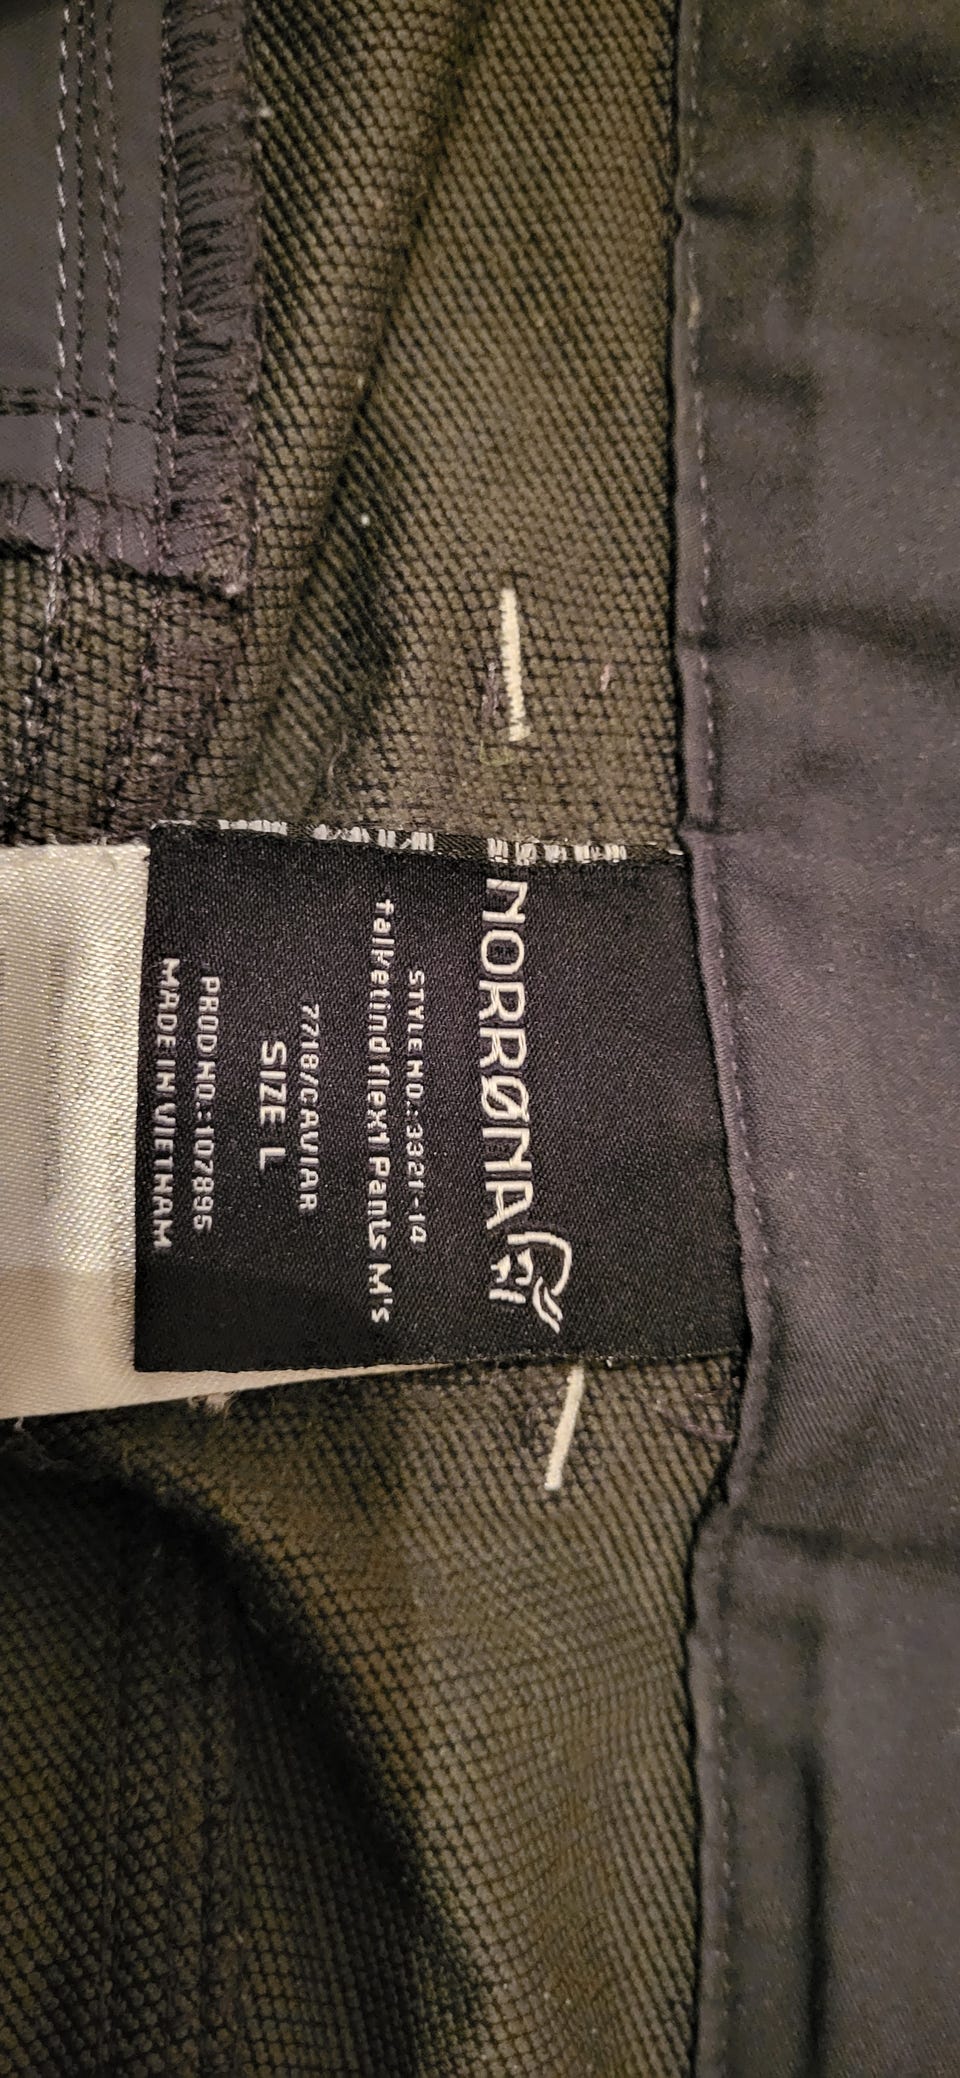 NORRØNA
STYLE NO.: 3321-14
falketind flex1 Pants M's
7718/CAVIAR
SIZE L
PROD NO.: 107895
MADE IN VIETNAM